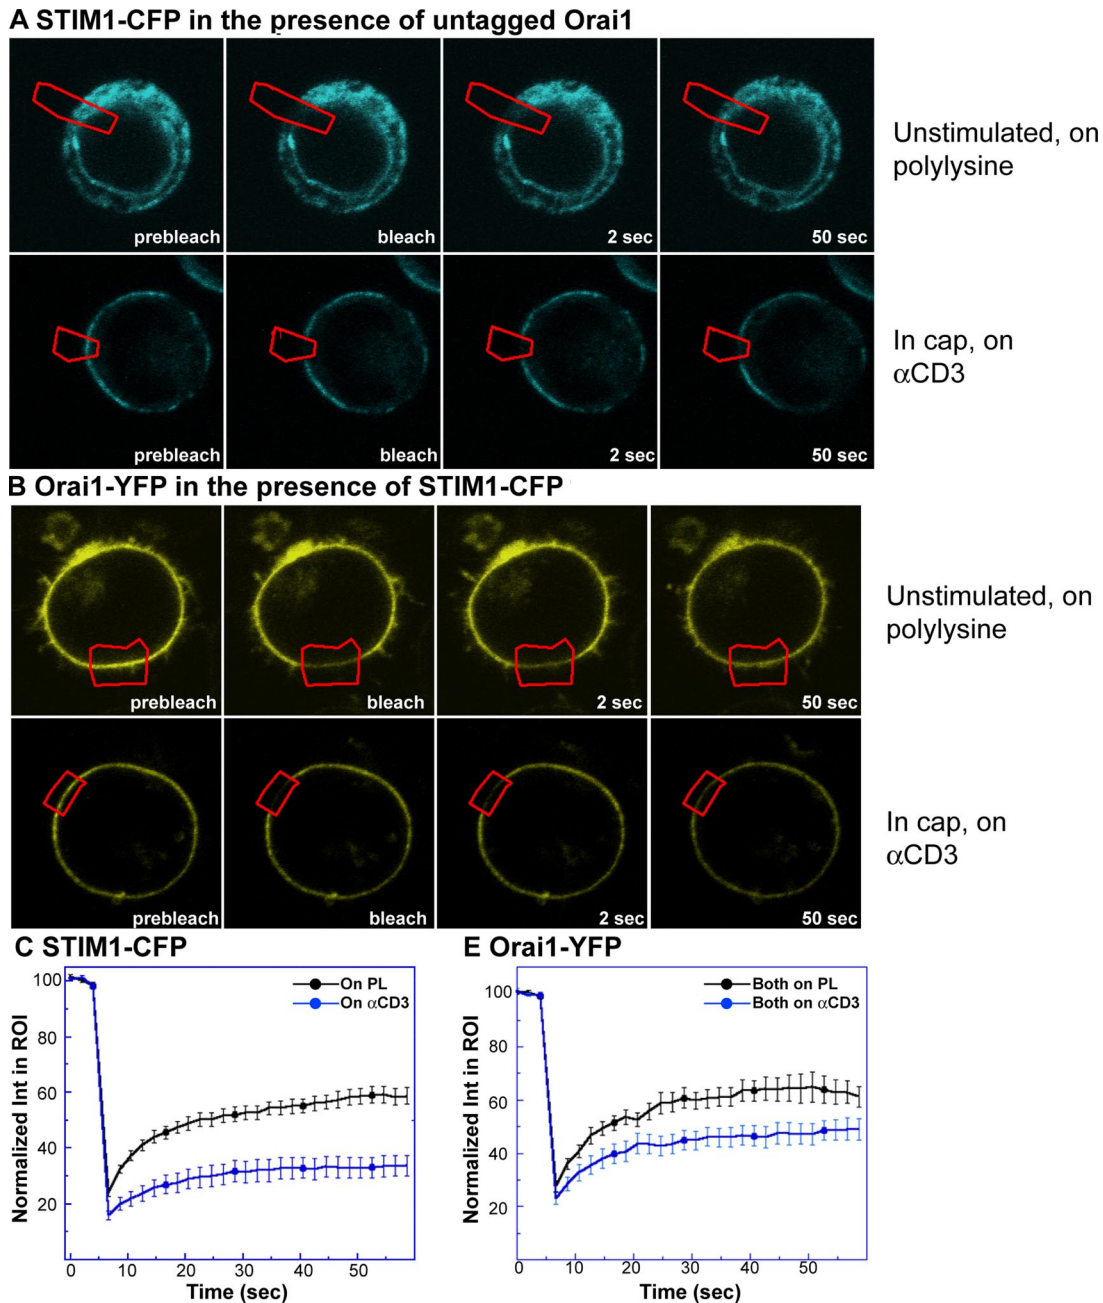 A STIM1-CFP in the presence of untagged Orai1
prebleach
bleach
2 sec
50 sec
Unstimulated, on
polylysine
prebleach
bleach
2 sec
50 sec
In cap, on
αCD3
B Orai1-YFP in the presence of STIM1-CFP
prebleach
bleach
2 sec
50 sec
Unstimulated, on
polylysine
prebleach
bleach
2 sec
50 sec
In cap, on
αCD3
C STIM1-CFP
Normalized Int in ROI
100
80
60
40
20
On PL
On αCD3
0
10
20
30
40
50
Time (sec)
E Orai1-YFP
Normalized Int in ROI
100
80
60
40
20
Both on PL
Both on αCD3
0
10
20
30
40
50
Time (sec)